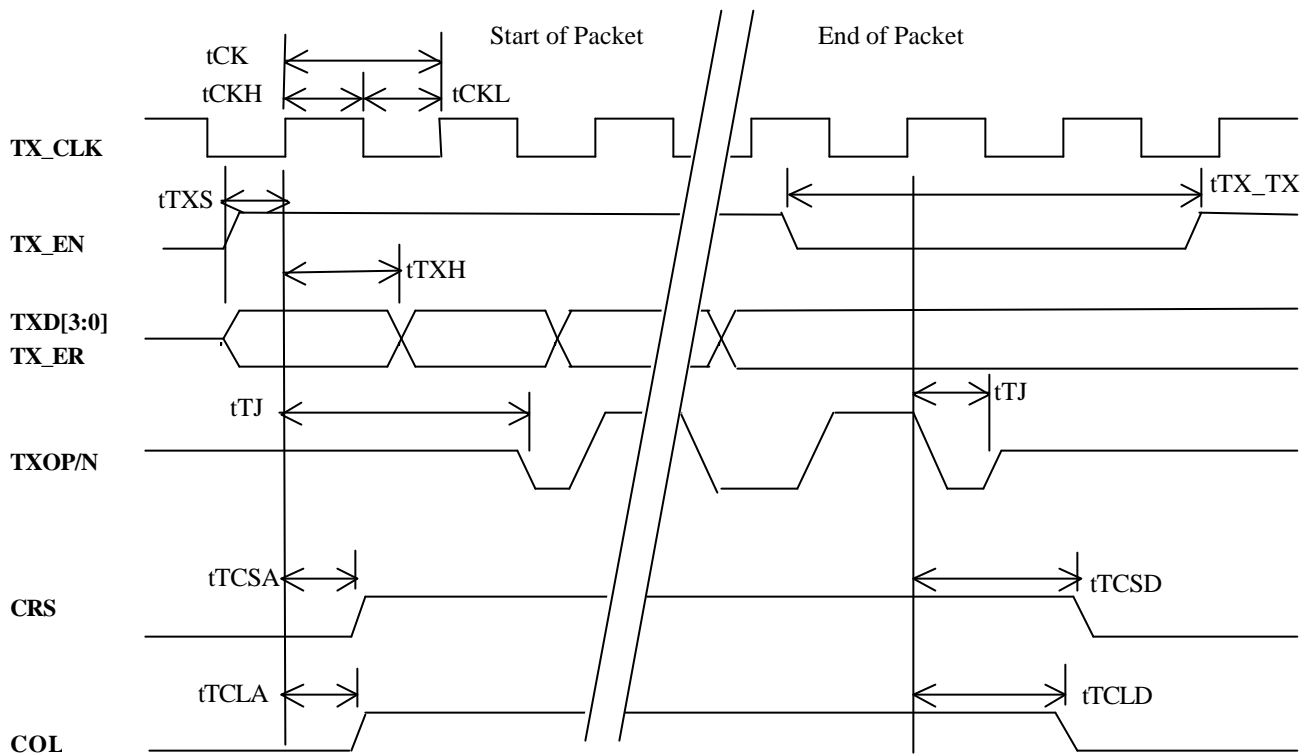 Start of Packet
End of Packet
tCK
tCKH
tCKL
TX_CLK
tTXS
tTX_TX
TX_EN
tTXH
TXD[3:0]
TX_ER
tTJ
tTJ
TXOP/N
tTCSA
tTCSD
CRS
tTCLA
tTCLD
COL